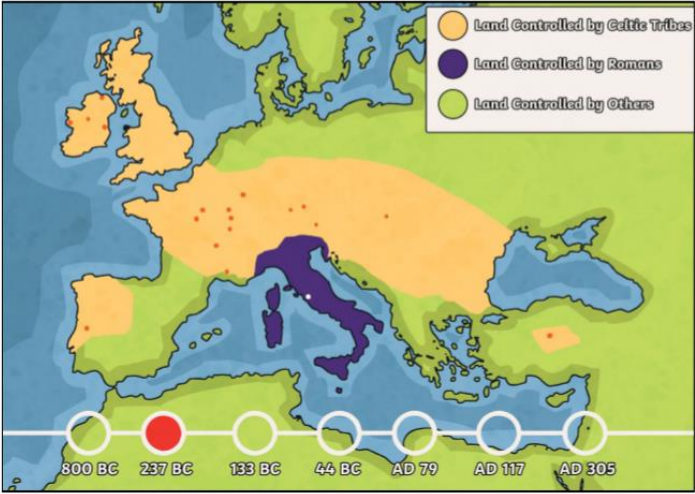 Land Controlled by Celtic Tribes
Land Controlled by Romans
Land Controlled by Others
800 BC 237 BC 133 BC 44 BC AD 79 AD 117 AD 305